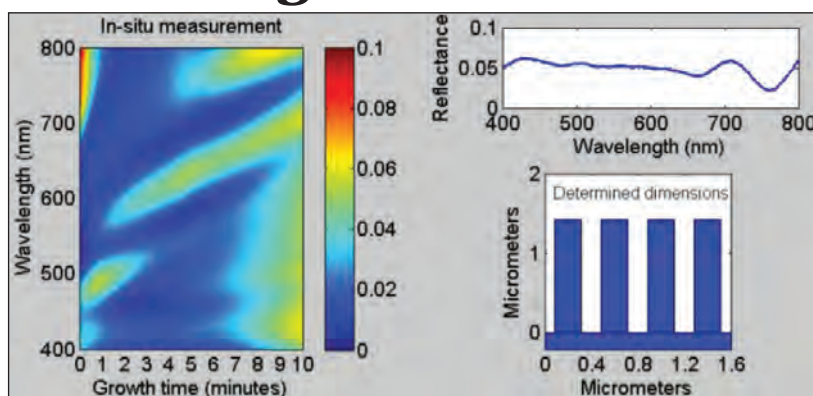 In-situ measurement
Wavelength (nm)
800
700
600
500
400
0 1 2 3 4 5 6 7 8 9 10
Growth time (minutes)
0.1
0.08
0.06
0.04
0.02
0
Reflectance
0.1
0.05
0
400 500 600 700 800
Wavelength (nm)
Determined dimensions
Micrometers
2
1
0
0 0.4 0.8 1.2 1.6
Micrometers